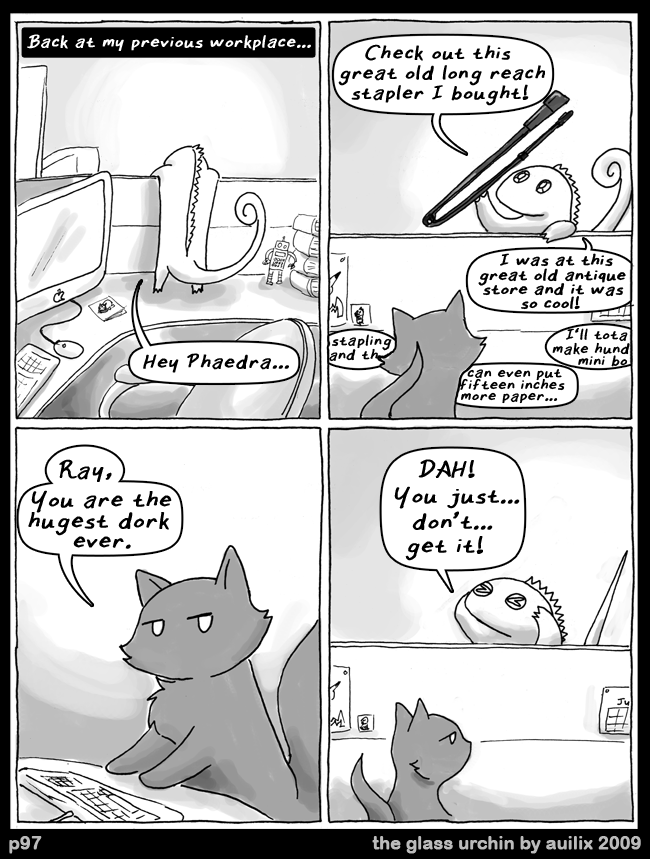 Back at my previous workplace...
Hey Phaedra...
Check out this
great old long reach
stapler I bought!
I was at this
great old antique
store and it was
so cool!
stapling
and th
I'll tota
make hund
mini bo
can even put
fifteen inches
more paper...
Ray,
You are the
hugest dork
ever.
DAH!
You just...
don't...
get it!
Ju
p97
the glass urchin by auilix 2009